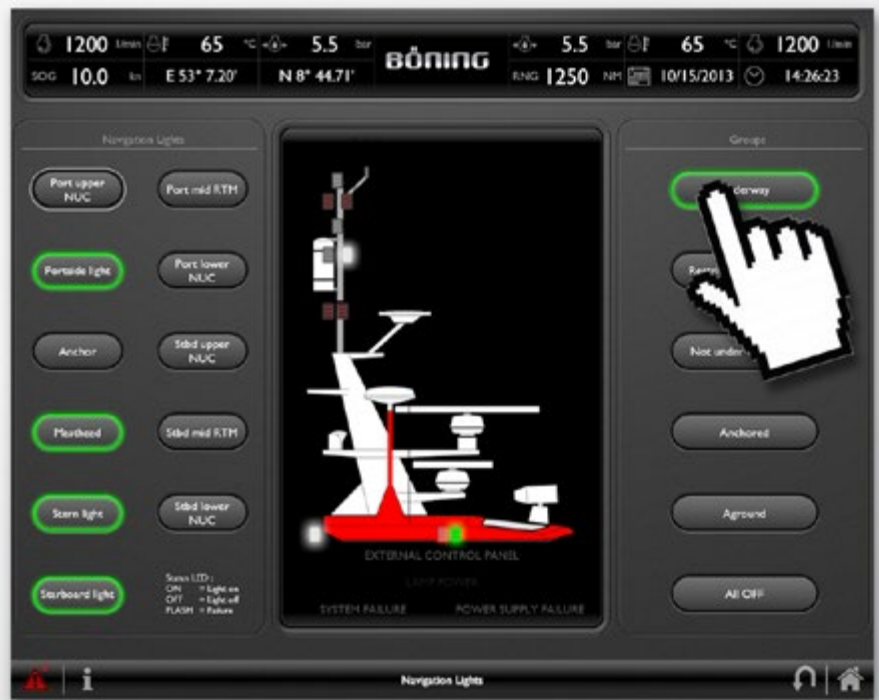 1200 l/min 65 °C 5.5 bar BÖNING 5.5 bar 65 °C 1200 l/min
SOG 10.0 kn E 53° 7.20' N 8° 44.71' RNG 1250 NM 10/15/2013 14:26:23
Navigation Lights
Port upper
NUC
Port mid RTM
Portside light
Port lower
NUC
Anchor
Stbd upper
NUC
Masthead
Stbd mid RTM
Stern light
Stbd lower
NUC
Starboard light
Status LED :
ON = Light on
OFF = Light off
FLASH = Failure
EXTERNAL CONTROL PANEL
LAMP POWER
SYSTEM FAILURE POWER SUPPLY FAILURE
Groups
Not under
Anchored
Aground
All OFF
Navigation Lights